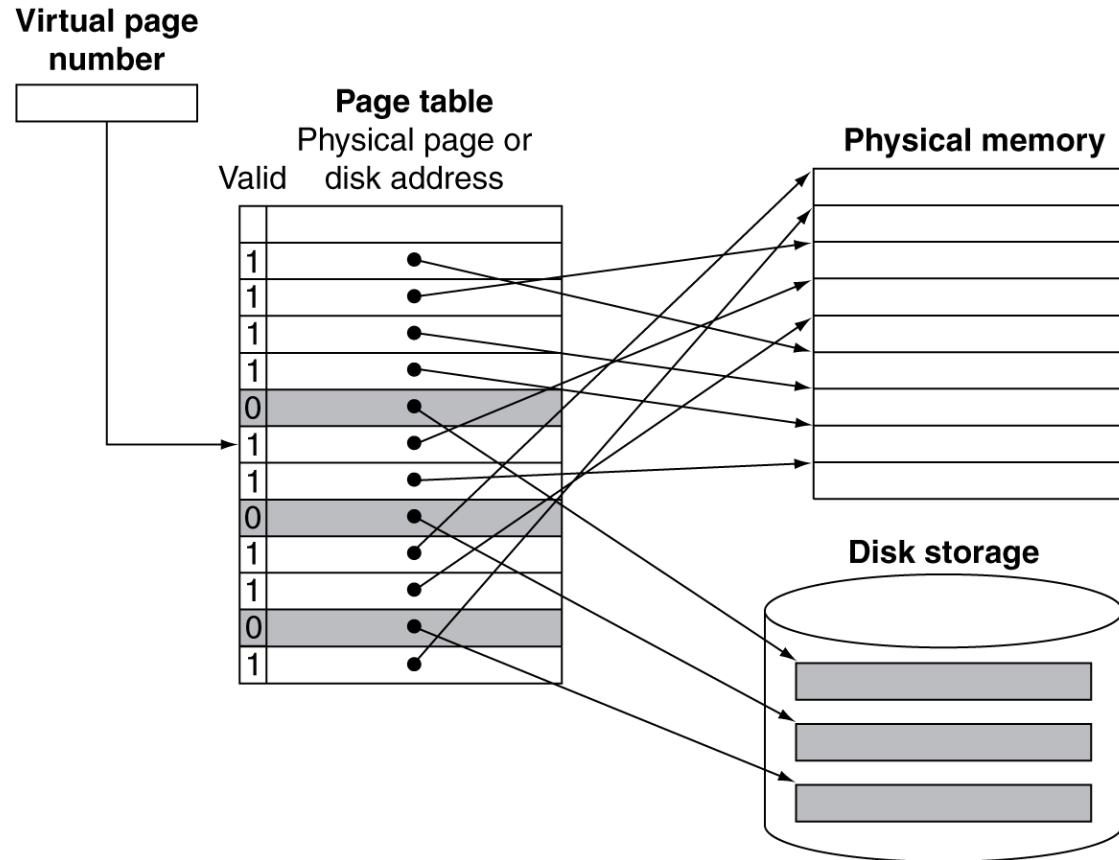 Virtual page
number
Page table
Physical page or
Valid disk address
Physical memory
1
1
1
1
0
1
1
0
1
1
0
1
Disk storage